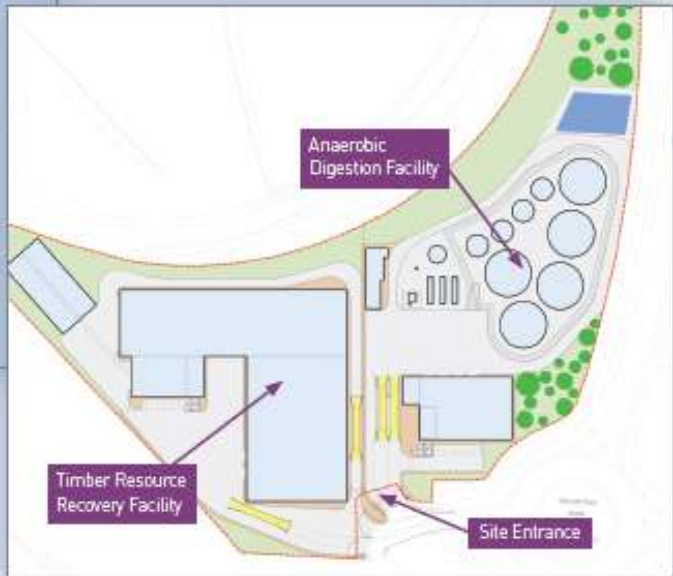 Anaerobic
Digestion Facility
Timber Resource
Recovery Facility
Site Entrance